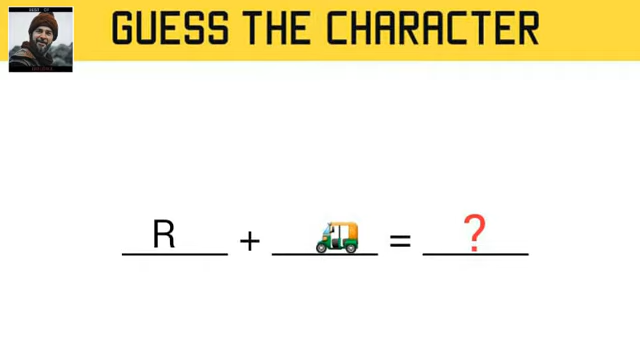 GUESS THE CHARACTER
R + = ?